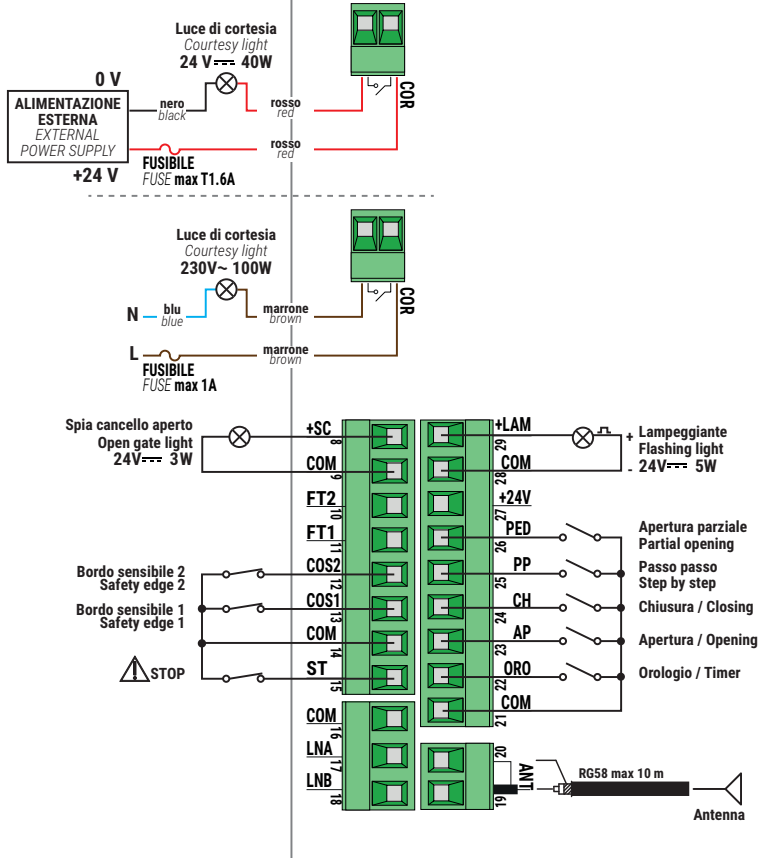 Luce di cortesia
Courtesy light
24 V⎓ 40W
0 V
ALIMENTAZIONE
ESTERNA
EXTERNAL
POWER SUPPLY
+24 V
nero
black
rosso
red
rosso
red
FUSIBILE
FUSE max T1.6A
COR
Luce di cortesia
Courtesy light
230V~ 100W
N
blu
blue
marrone
brown
L
marrone
brown
FUSIBILE
FUSE max 1A
COR
Spia cancello aperto
Open gate light
24V⎓ 3W
+SC
8
COM
9
FT2
10
FT1
11
Bordo sensibile 2
Safety edge 2
COS2
12
Bordo sensibile 1
Safety edge 1
COS1
13
COM
14
STOP
ST
15
COM
16
LNA
17
LNB
18
+LAM
29
+ Lampeggiante
Flashing light
- 24V⎓ 5W
COM
28
+24V
27
PED
26
Apertura parziale
Partial opening
PP
25
Passo passo
Step by step
CH
24
Chiusura / Closing
AP
23
Apertura / Opening
ORO
22
Orologio / Timer
COM
21
20
ANT
19
RG58 max 10 m
Antenna